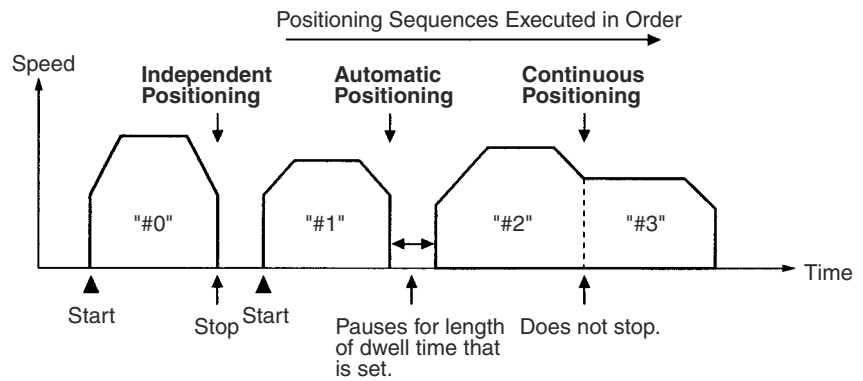 Positioning Sequences Executed in Order
Speed
Independent
Positioning
Automatic
Positioning
Continuous
Positioning
"#0"
"#1"
"#2"
"#3"
Time
Start
Stop
Start
Pauses for length
of dwell time that
is set.
Does not stop.